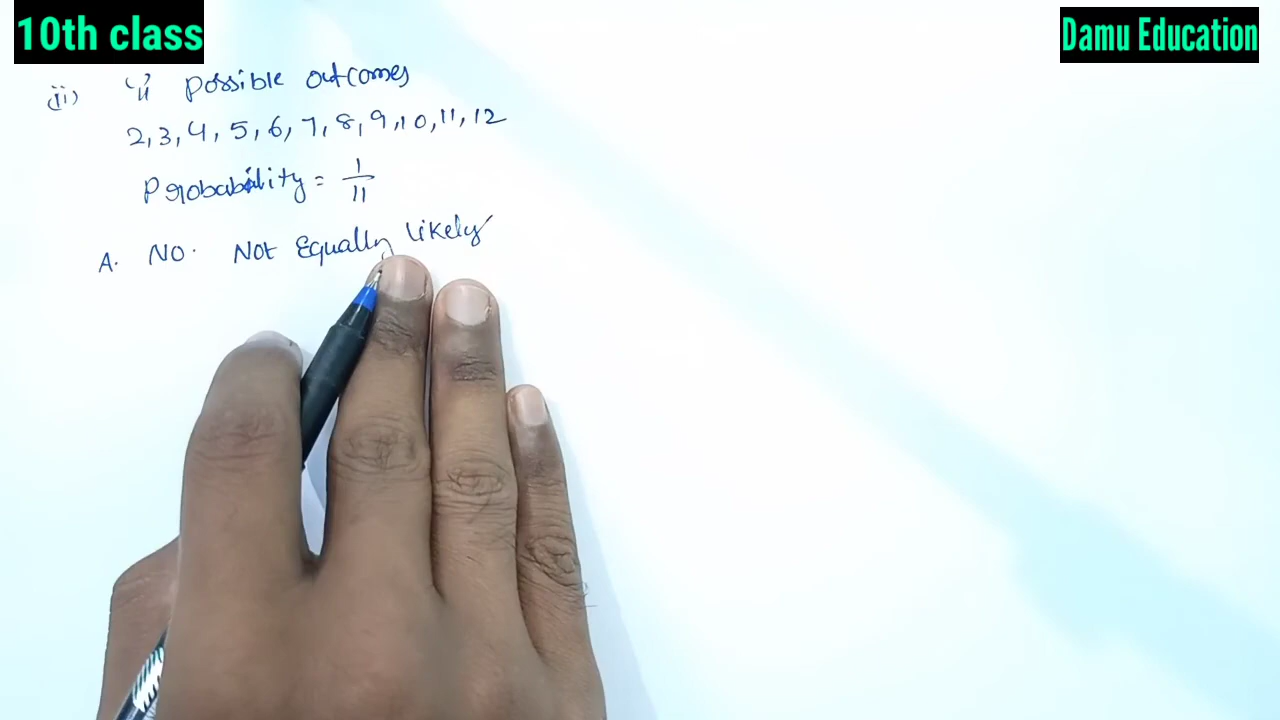 10th class
Damu Education
(ii) "11 possible outcomes
2, 3, 4, 5, 6, 7, 8, 9, 10, 11, 12
Probability = 1/11
A. No. Not Equally Likely